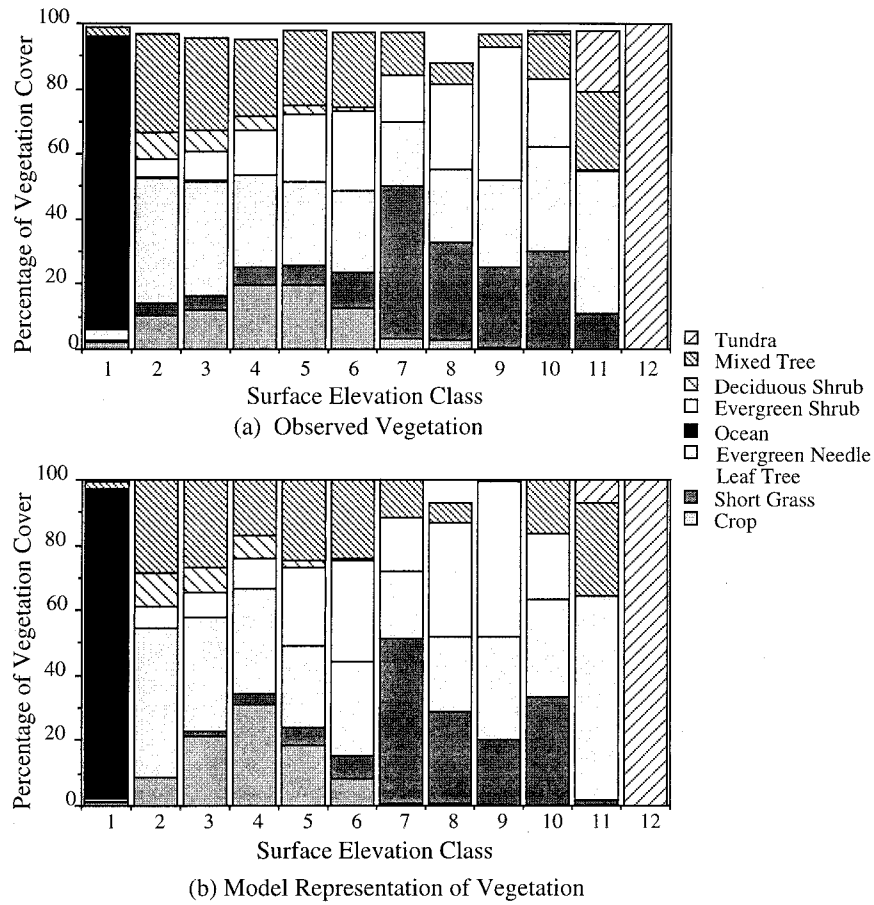 100
80
60
40
20
0
Percentage of Vegetation Cover
1 2 3 4 5 6 7 8 9 10 11 12
Surface Elevation Class
(a) Observed Vegetation
Tundra
Mixed Tree
Deciduous Shrub
Evergreen Shrub
Ocean
Evergreen Needle
Leaf Tree
Short Grass
Crop
100
80
60
40
20
0
Percentage of Vegetation Cover
1 2 3 4 5 6 7 8 9 10 11 12
Surface Elevation Class
(b) Model Representation of Vegetation